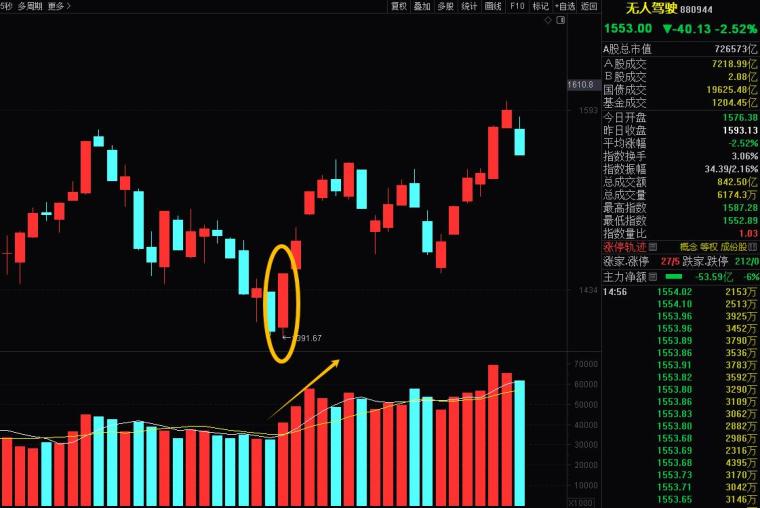 5秒 多周期 更多 复权 叠加 多股 统计 画线 F10 标记 +自选 返回
无人驾驶 880944
1553.00 ▼-40.13 -2.52%
A股总市值 726573亿
A股成交 7218.99亿
B股成交 2.08亿
国债成交 19625.48亿
基金成交 1204.45亿
今日开盘 1576.38
昨日收盘 1593.13
平均涨幅 -2.52%
指数换手 3.06%
指数振幅 34.39/2.16%
总成交额 842.50亿
总成交量 6174.3万
最高指数 1587.28
最低指数 1552.89
指数量比 1.03
涨停轨迹 概念 等权 成份股
涨家.涨停 27/5 跌家.跌停 212/0
主力净额 -53.59亿 -6%
14:56 1554.02 2153万
1554.10 2513万
1553.96 3925万
1553.96 3452万
1553.89 3790万
1553.86 3536万
1553.91 3783万
1553.82 3592万
1553.80 3290万
1553.86 3109万
1553.83 3062万
1553.80 2882万
1553.68 2986万
1553.69 2316万
1553.68 4395万
1553.73 3170万
1553.71 3042万
1553.65 3146万
1610.8
1593
1434
←1391.67
70000
60000
50000
40000
30000
20000
10000
X1000